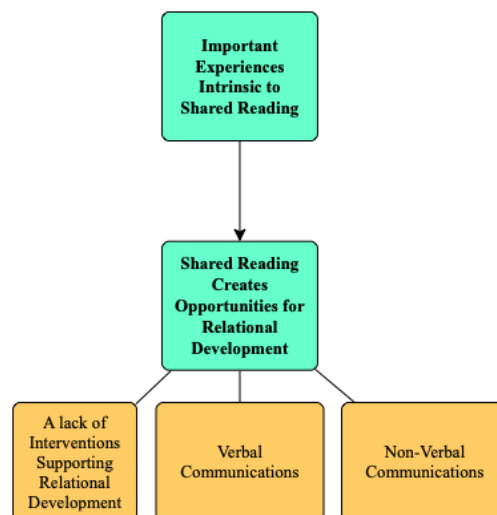 Important
Experiences
Intrinsic to
Shared Reading
Shared Reading
Creates
Opportunities for
Relational
Development
A lack of
Interventions
Supporting
Relational
Development
Verbal
Communications
Non-Verbal
Communications